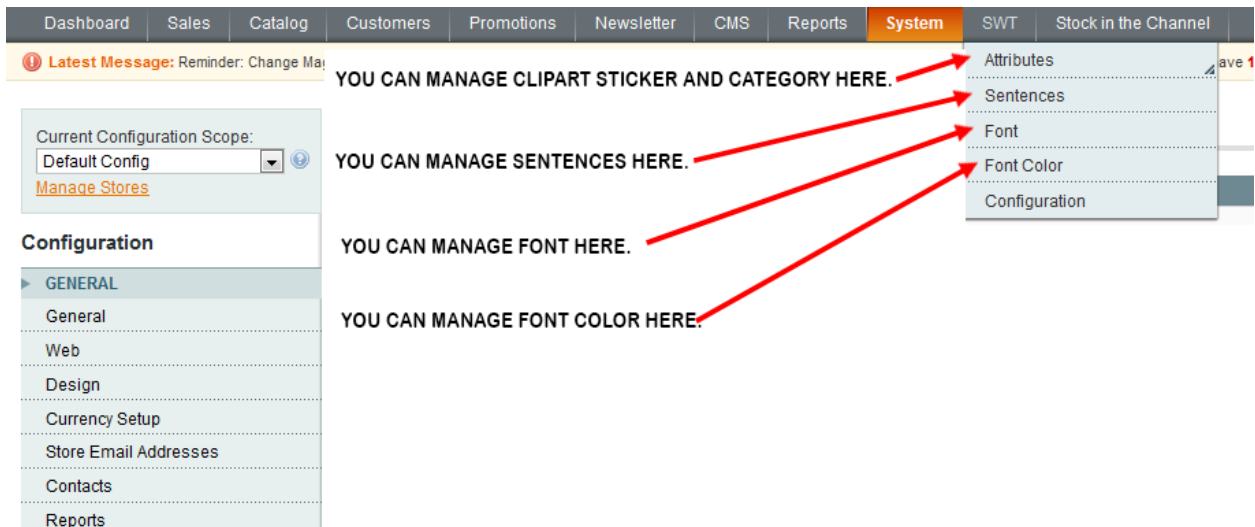 Dashboard Sales Catalog Customers Promotions Newsletter CMS Reports System SWT Stock in the Channel
Latest Message: Reminder: Change
YOU CAN MANAGE CLIPART STICKER AND CATEGORY HERE.
Attributes
ave 1
Sentences
Current Configuration Scope:
Default Config
Manage Stores
YOU CAN MANAGE SENTENCES HERE.
Font
Font Color
Configuration
Configuration
YOU CAN MANAGE FONT HERE.
GENERAL
General
YOU CAN MANAGE FONT COLOR HERE.
Web
Design
Currency Setup
Store Email Addresses
Contacts
Reports